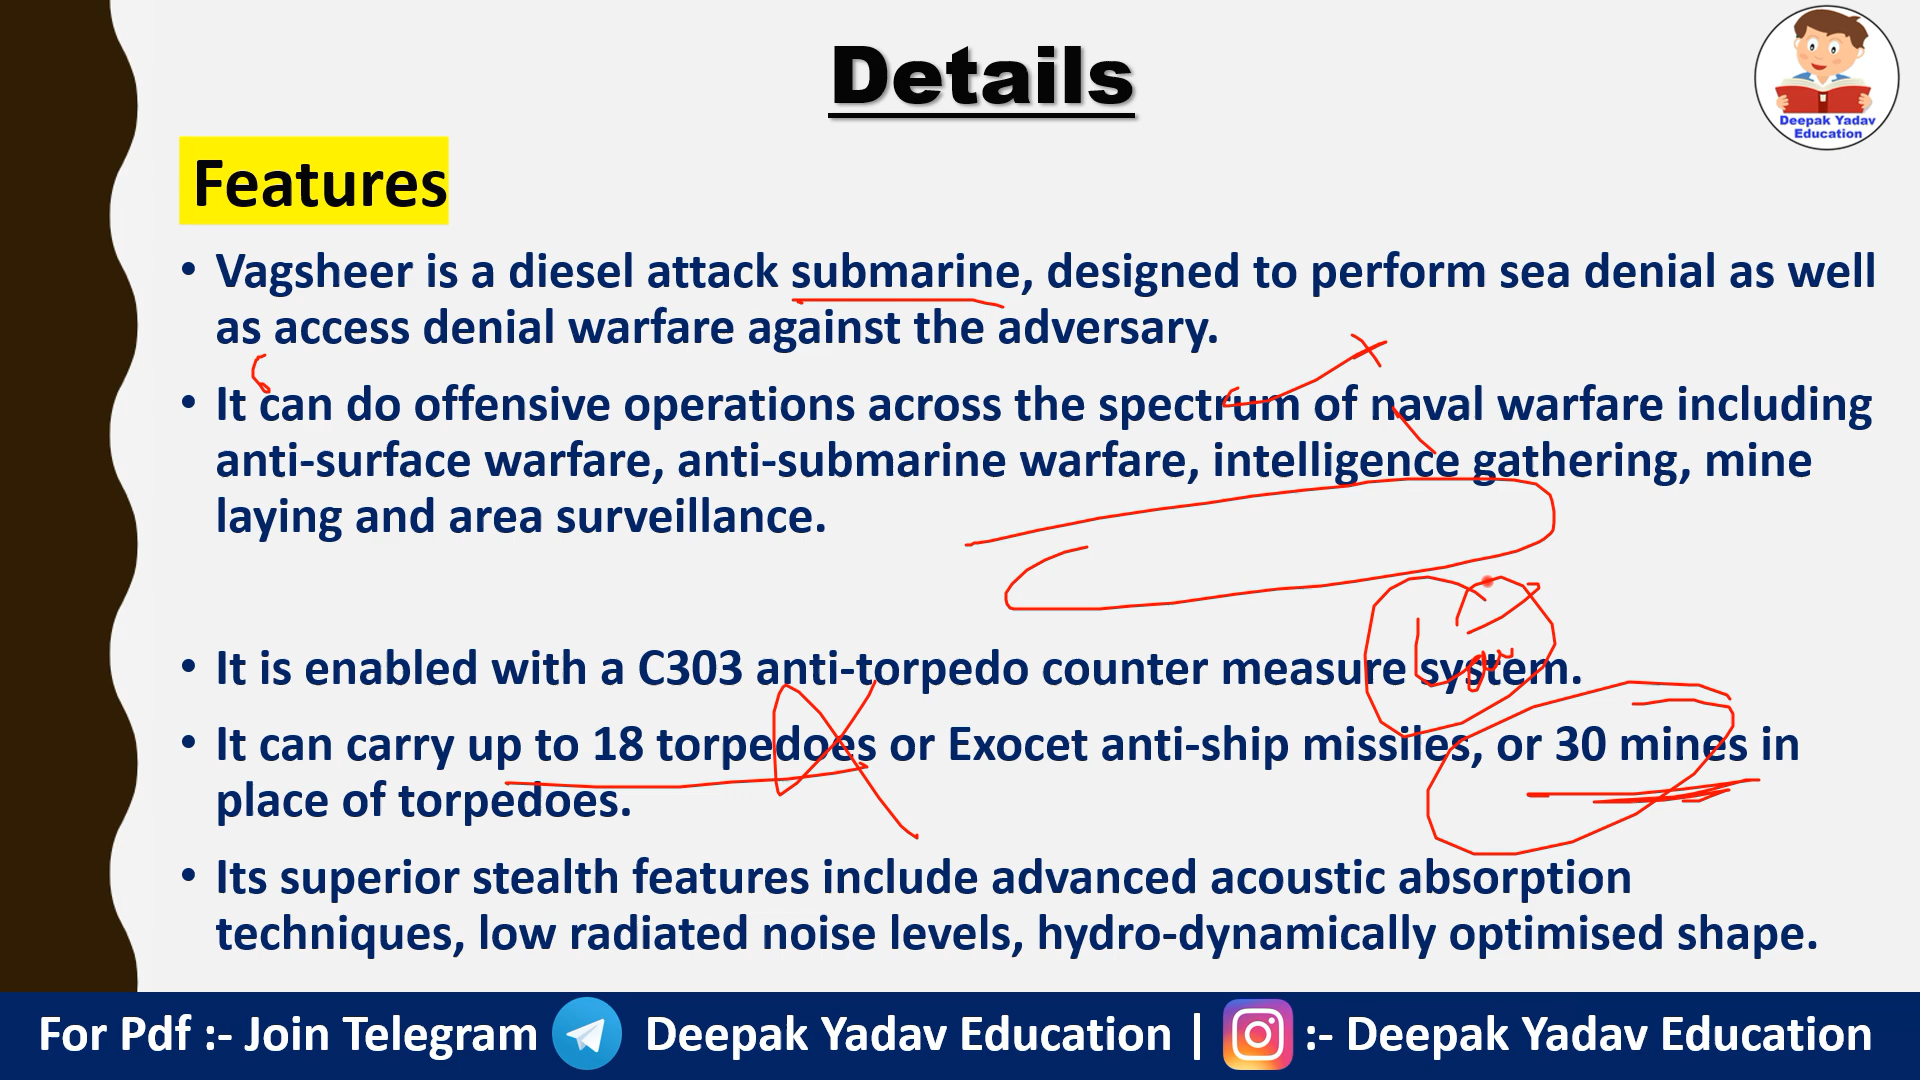 Details
Deepak Yadav
Education
Features
• Vagsheer is a diesel attack submarine, designed to perform sea denial as well
as access denial warfare against the adversary.
• It can do offensive operations across the spectrum of naval warfare including
anti-surface warfare, anti-submarine warfare, intelligence gathering, mine
laying and area surveillance.
• It is enabled with a C303 anti-torpedo counter measure system.
• It can carry up to 18 torpedoes or Exocet anti-ship missiles, or 30 mines in
place of torpedoes.
• Its superior stealth features include advanced acoustic absorption
techniques, low radiated noise levels, hydro-dynamically optimised shape.
For Pdf :- Join Telegram Deepak Yadav Education | :- Deepak Yadav Education